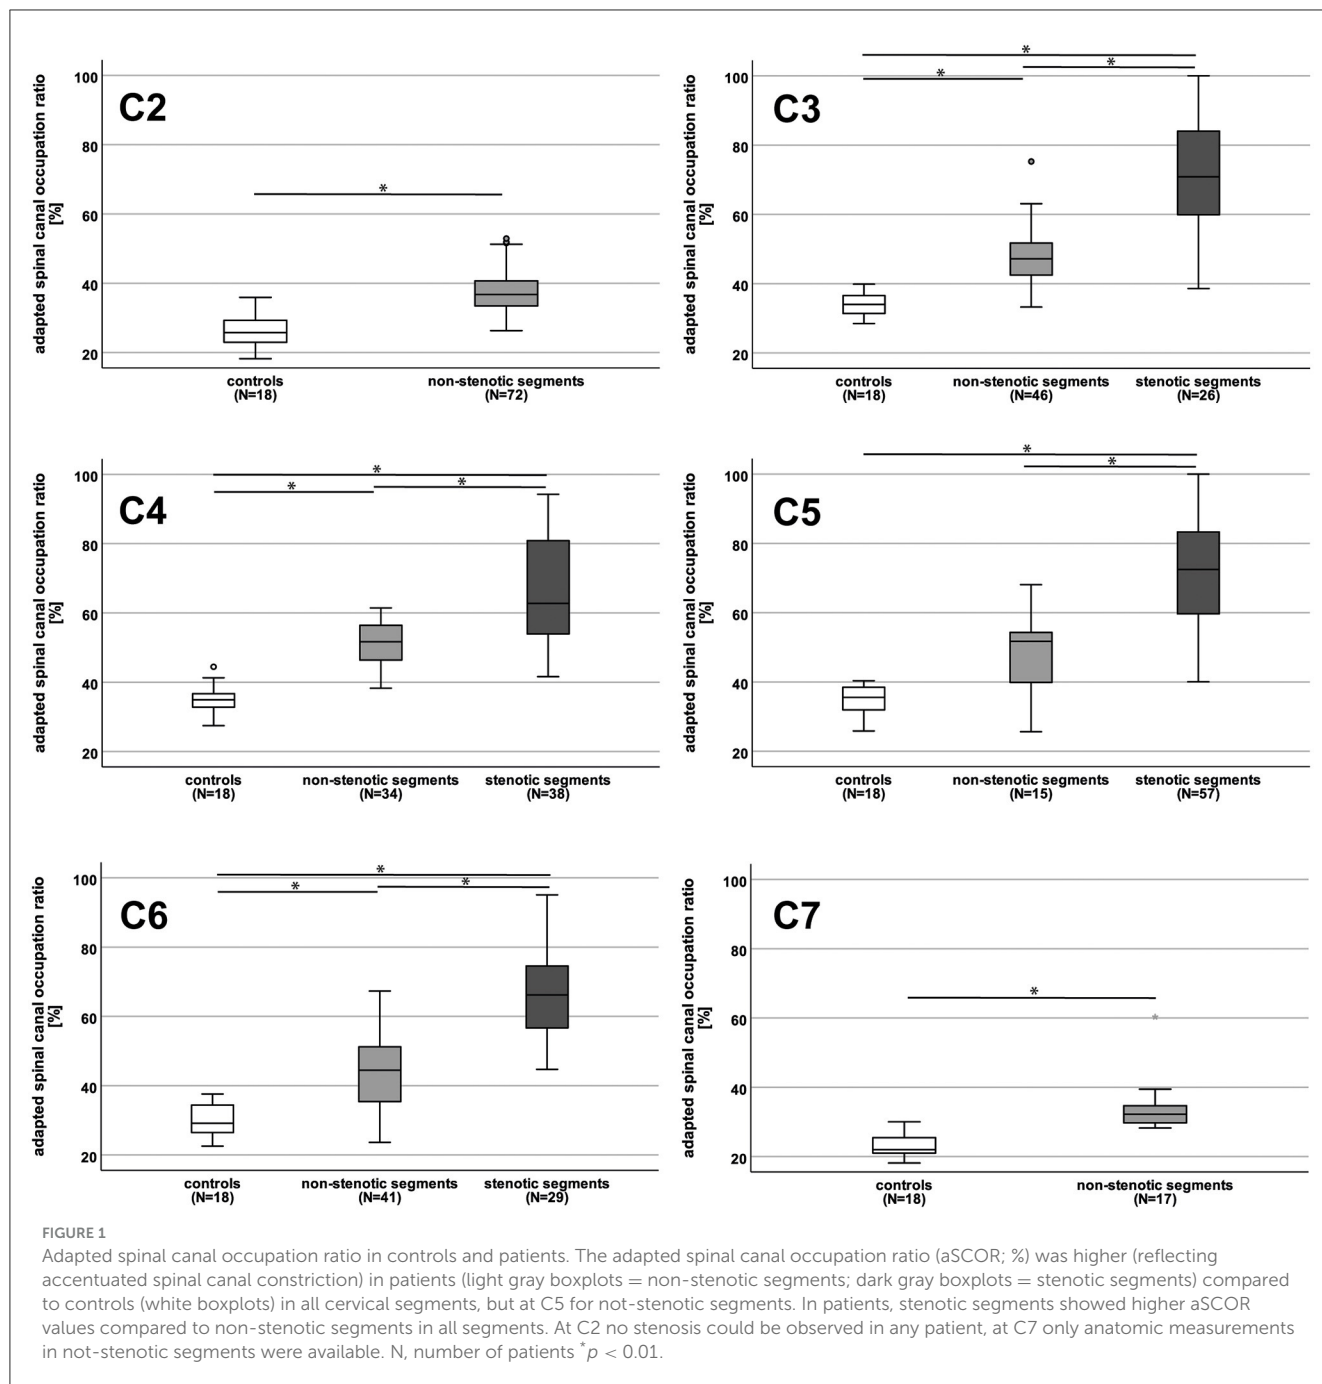 C2
adapted spinal canal occupation ratio
[%]
100
80
60
40
20
*
controls
(N=18)
non-stenotic segments
(N=72)
C3
adapted spinal canal occupation ratio
[%]
100
80
60
40
20
*
*
*
controls
(N=18)
non-stenotic segments
(N=46)
stenotic segments
(N=26)
C4
adapted spinal canal occupation ratio
[%]
100
80
60
40
20
*
*
*
controls
(N=18)
non-stenotic segments
(N=34)
stenotic segments
(N=38)
C5
adapted spinal canal occupation ratio
[%]
100
80
60
40
20
*
*
controls
(N=18)
non-stenotic segments
(N=15)
stenotic segments
(N=57)
C6
adapted spinal canal occupation ratio
[%]
100
80
60
40
20
*
*
*
controls
(N=18)
non-stenotic segments
(N=41)
stenotic segments
(N=29)
C7
adapted spinal canal occupation ratio
[%]
100
80
60
40
20
*
*
controls
(N=18)
non-stenotic segments
(N=17)
FIGURE 1
Adapted spinal canal occupation ratio in controls and patients. The adapted spinal canal occupation ratio (aSCOR; %) was higher (reflecting
accentuated spinal canal constriction) in patients (light gray boxplots = non-stenotic segments; dark gray boxplots = stenotic segments) compared
to controls (white boxplots) in all cervical segments, but at C5 for not-stenotic segments. In patients, stenotic segments showed higher aSCOR
values compared to non-stenotic segments in all segments. At C2 no stenosis could be observed in any patient, at C7 only anatomic measurements
in not-stenotic segments were available. N, number of patients *p < 0.01.